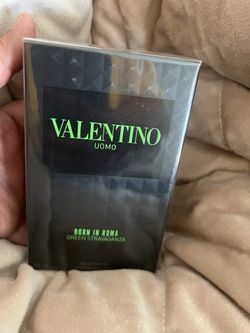 VALENTINO
UOMO
BORN IN ROMA
GREEN STRAVAGANZA